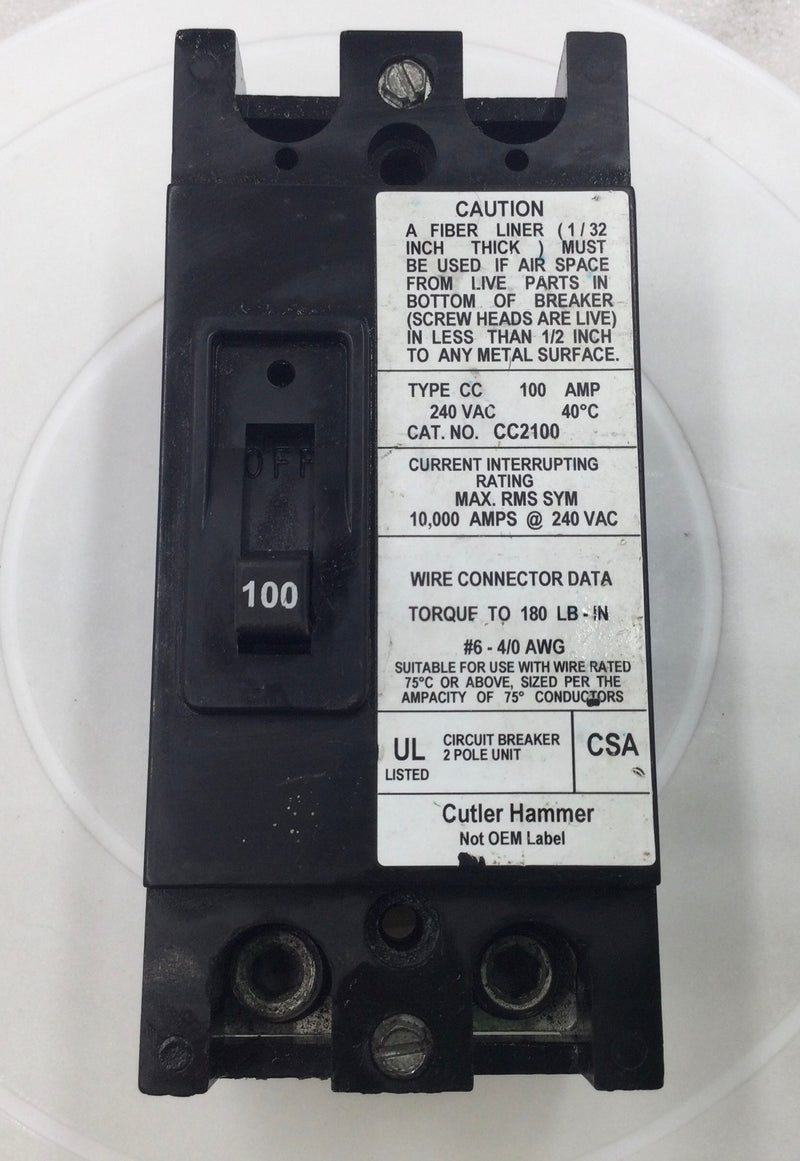 CAUTION
A FIBER LINER (1/32
INCH THICK ) MUST
BE USED IF AIR SPACE
FROM LIVE PARTS IN
BOTTOM OF BREAKER
(SCREW HEADS ARE LIVE)
IN LESS THAN 1/2 INCH
TO ANY METAL SURFACE.
TYPE CC 100 AMP
240 VAC 40°C
CAT. NO. CC2100
CURRENT INTERRUPTING
RATING
MAX. RMS SYM
10,000 AMPS @ 240 VAC
WIRE CONNECTOR DATA
TORQUE TO 180 LB-IN
#6 - 4/0 AWG
SUITABLE FOR USE WITH WIRE RATED
75°C OR ABOVE, SIZED PER THE
AMPACITY OF 75° CONDUCTORS
UL
LISTED
CIRCUIT BREAKER
2 POLE UNIT
CSA
Cutler Hammer
Not OEM Label
OFF
100